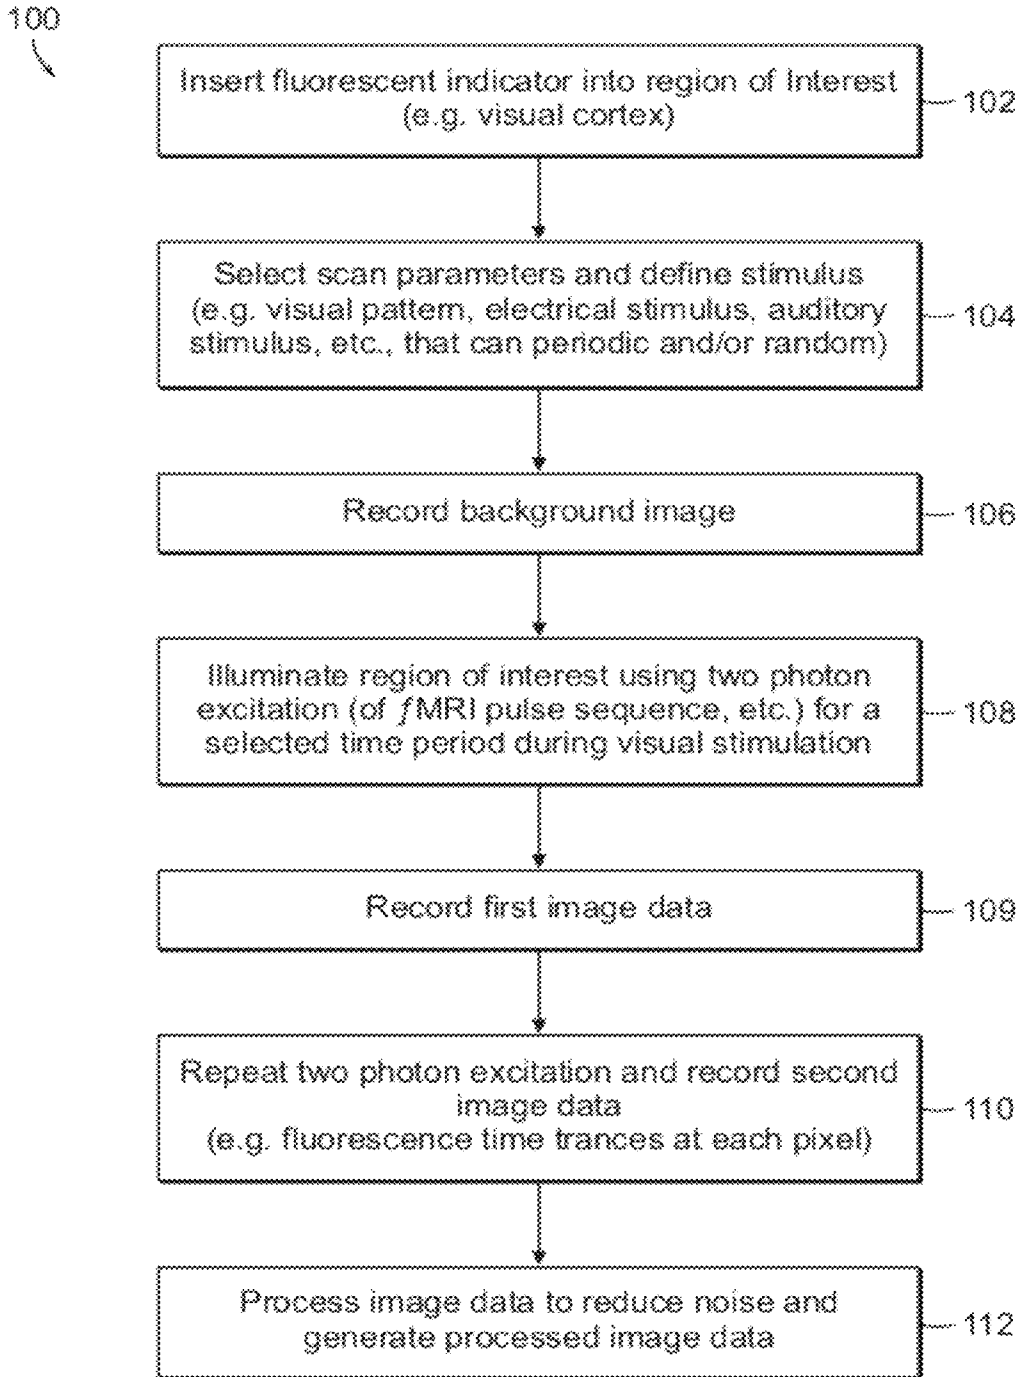 100
Insert fluorescent indicator into region of Interest
(e.g. visual cortex)
102
Select scan parameters and define stimulus
(e.g. visual pattern, electrical stimulus, auditory
stimulus, etc., that can periodic and/or random)
104
Record background image
106
Illuminate region of interest using two photon
excitation (of ƒMRI pulse sequence, etc.) for a
selected time period during visual stimulation
108
Record first image data
109
Repeat two photon excitation and record second
image data
(e.g. fluorescence time trances at each pixel)
110
Process image data to reduce noise and
generate processed image data
112